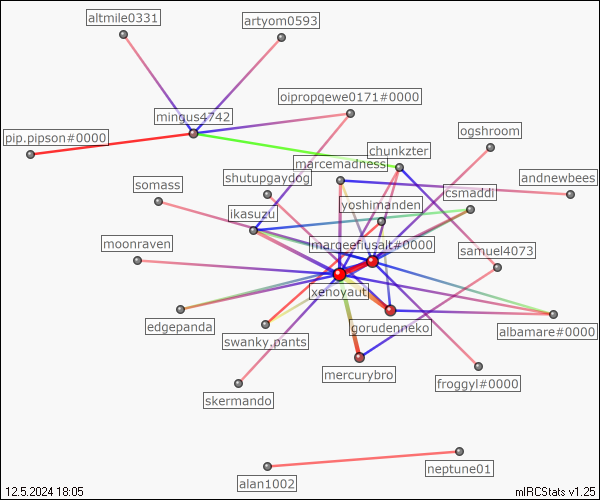 altmile0331
artyom0593
oipropqewe0171#0000
mingus4742
pip.pipson#0000
ogshroom
chunkzter
marcemadness
shutupgaydog
andnewbees
somass
csmaddi
yoshimanden
ikasuzu
marqeefiusalt#0000
moonraven
samuel4073
xenoyaut
edgepanda
gorudenneko
albamare#0000
swanky.pants
mercurybro
froggyl#0000
skermando
neptune01
alan1002
12.5.2024 18:05
mIRCStats v1.25